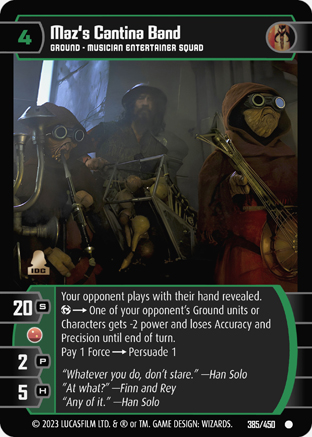 4
Maz's Cantina Band
GROUND - MUSICIAN ENTERTAINER SQUAD
IDC
20 S
2 P
5 H
Your opponent plays with their hand revealed.
→ One of your opponent's Ground units or
Characters gets -2 power and loses Accuracy and
Precision until end of turn.
Pay 1 Force → Persuade 1
"Whatever you do, don't stare." —Han Solo
"At what?" —Finn and Rey
"Any of it." —Han Solo
© 2023 LUCASFILM LTD. & ® or TM. GAME DESIGN: WIZARDS.
385/450